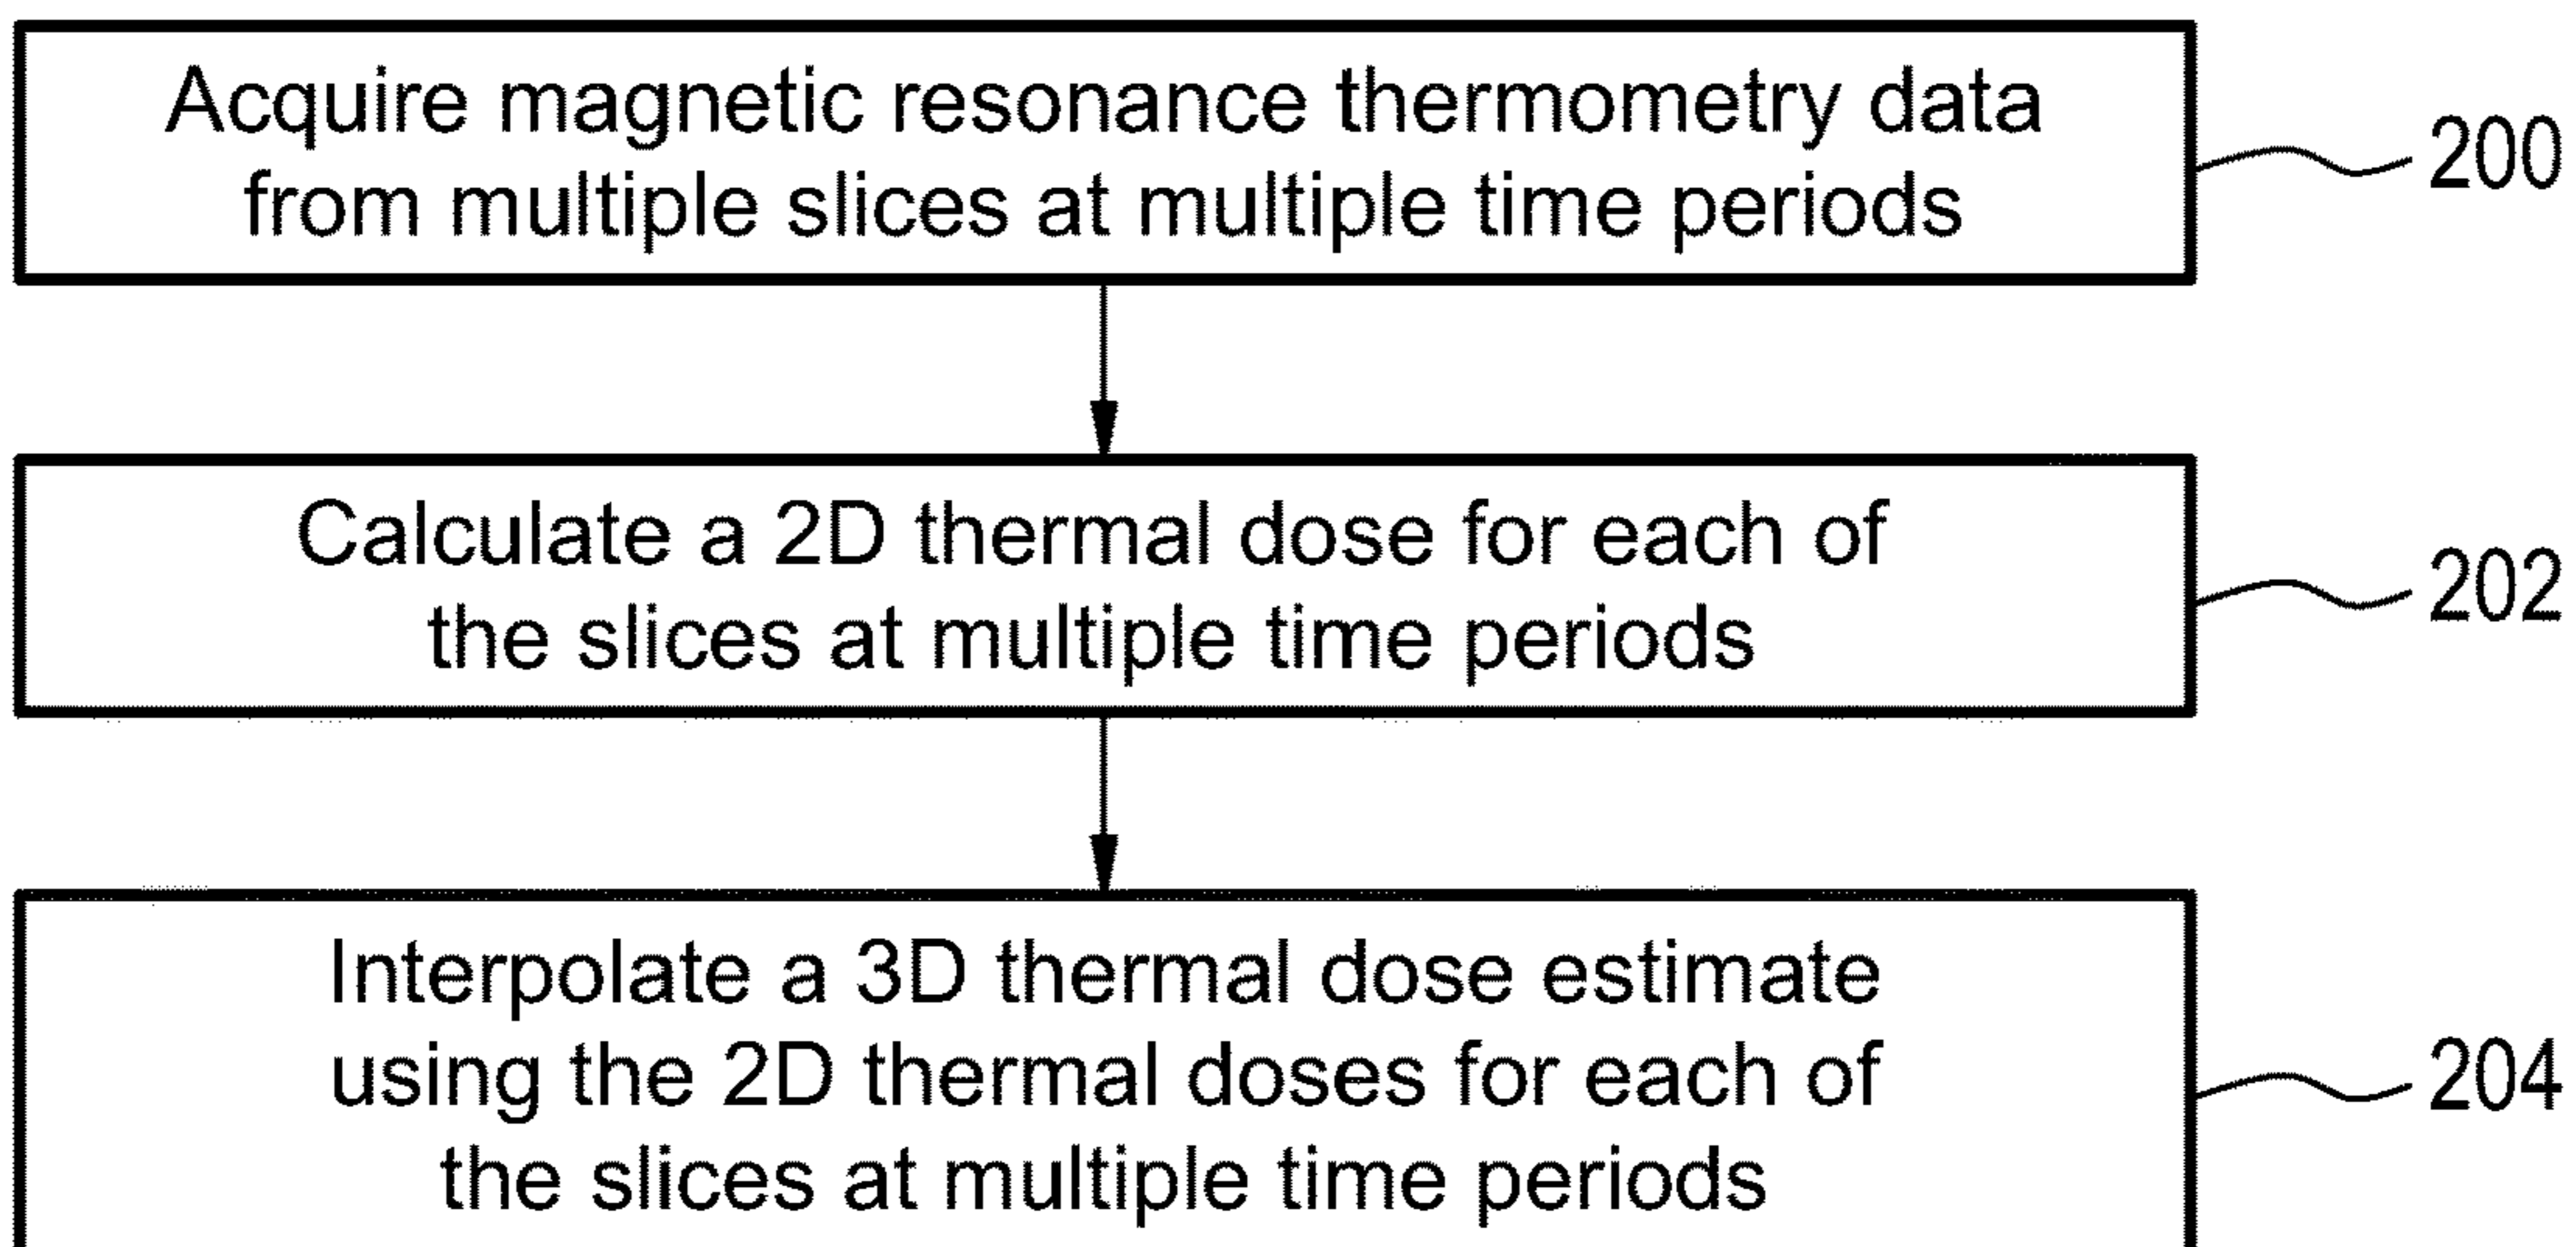 Acquire magnetic resonance thermometry data
from multiple slices at multiple time periods
200
Calculate a 2D thermal dose for each of
the slices at multiple time periods
202
Interpolate a 3D thermal dose estimate
using the 2D thermal doses for each of
the slices at multiple time periods
204